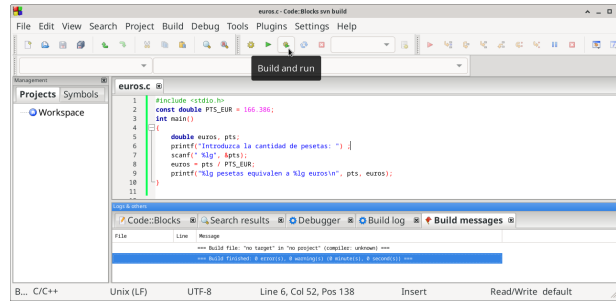 euros.c - Code::Blocks svn build
File Edit View Search Project Build Debug Tools Plugins Settings Help
Build and run
Management
Projects Symbols
Workspace
euros.c
1 #include <stdio.h>
2 const double PTS_EUR = 166.386;
3 int main()
4 {
5 double euros, pts;
6 printf("Introduzca la cantidad de pesetas: ") ;
7 scanf(" %lg", &pts);
8 euros = pts / PTS_EUR;
9 printf("%lg pesetas equivalen a %lg euros\n", pts, euros);
10 }
11
Logs & others
Code::Blocks Search results Debugger Build log Build messages
File Line Message
=== Build file: "no target" in "no project" (compiler: unknown) ===
=== Build finished: 0 error(s), 0 warning(s) (0 minute(s), 0 second(s)) ===
B... C/C++ Unix (LF) UTF-8 Line 6, Col 52, Pos 138 Insert Read/Write default